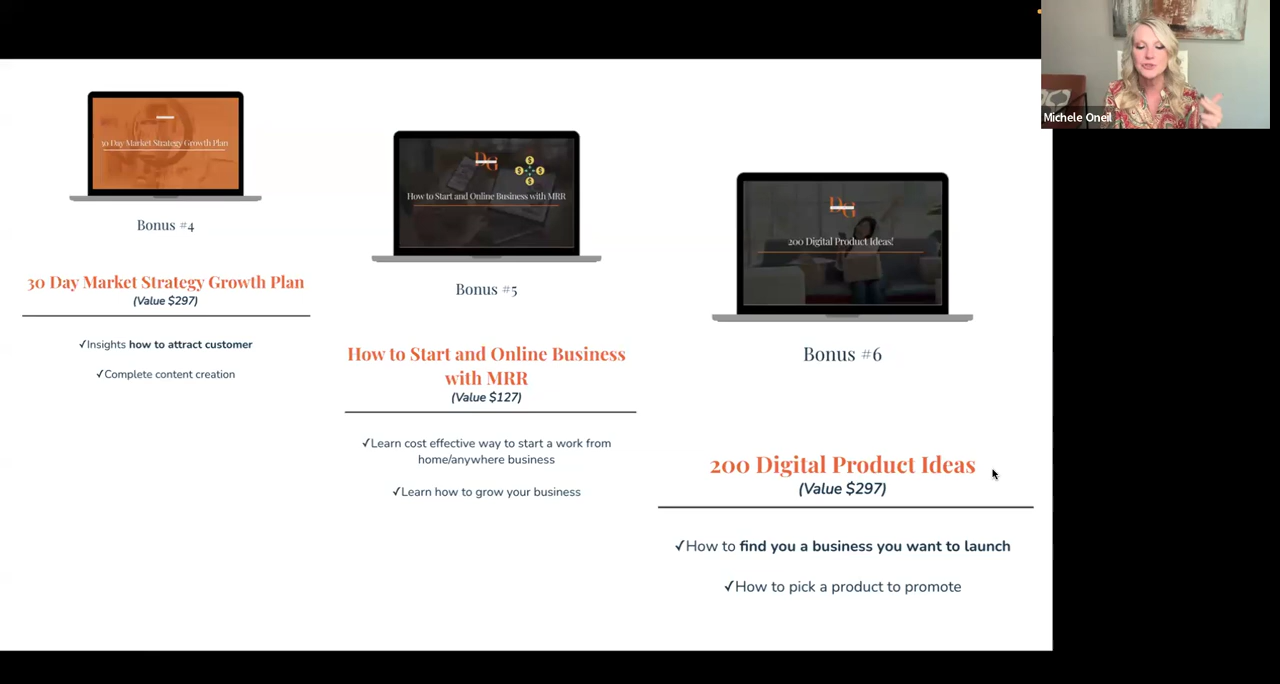 Michele Oneil
30 Day Market Strategy Growth Plan
Bonus #4
30 Day Market Strategy Growth Plan
(Value $297)
✓Insights how to attract customer
✓Complete content creation
DG
How to Start and Online Business with MRR
Bonus #5
How to Start and Online Business
with MRR
(Value $127)
✓Learn cost effective way to start a work from
home/anywhere business
✓Learn how to grow your business
DG
200 Digital Product Ideas!
Bonus #6
200 Digital Product Ideas
(Value $297)
✓How to find you a business you want to launch
✓How to pick a product to promote